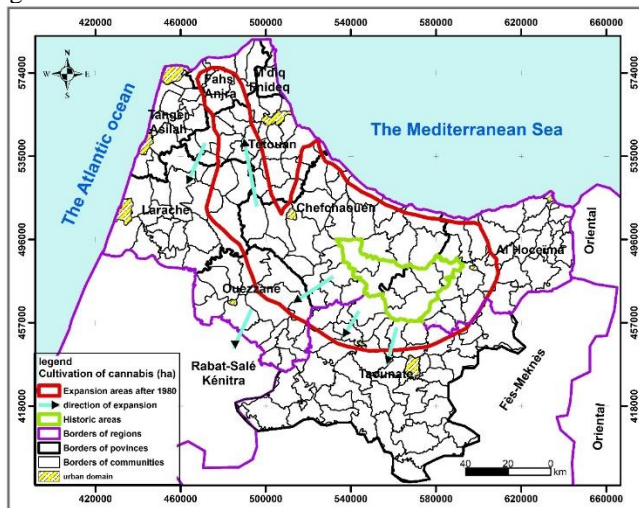 420000 460000 500000 540000 580000 620000 660000
574000 535000 496000 457000 418000
N
W E
S
M'diq
Fnideq
Fahs
Anjra
Tanger
Asilah
Tetouan
The Mediterranean Sea
The Atlantic ocean
Larache
Chefchaouen
Al Hoceima
Oriental
Ouezzane
Rabat-Salé
Kénitra
Taounate
Fès-Meknès
Oriental
legend
Cultivation of cannabis (ha)
Expansion areas after 1980
direction of expansion
Historic areas
Borders of regions
Borders of povinces
Borders of communities
urban domain
40 20 0 40
km
574000 535000 496000 457000 418000
420000 460000 500000 540000 580000 620000 660000